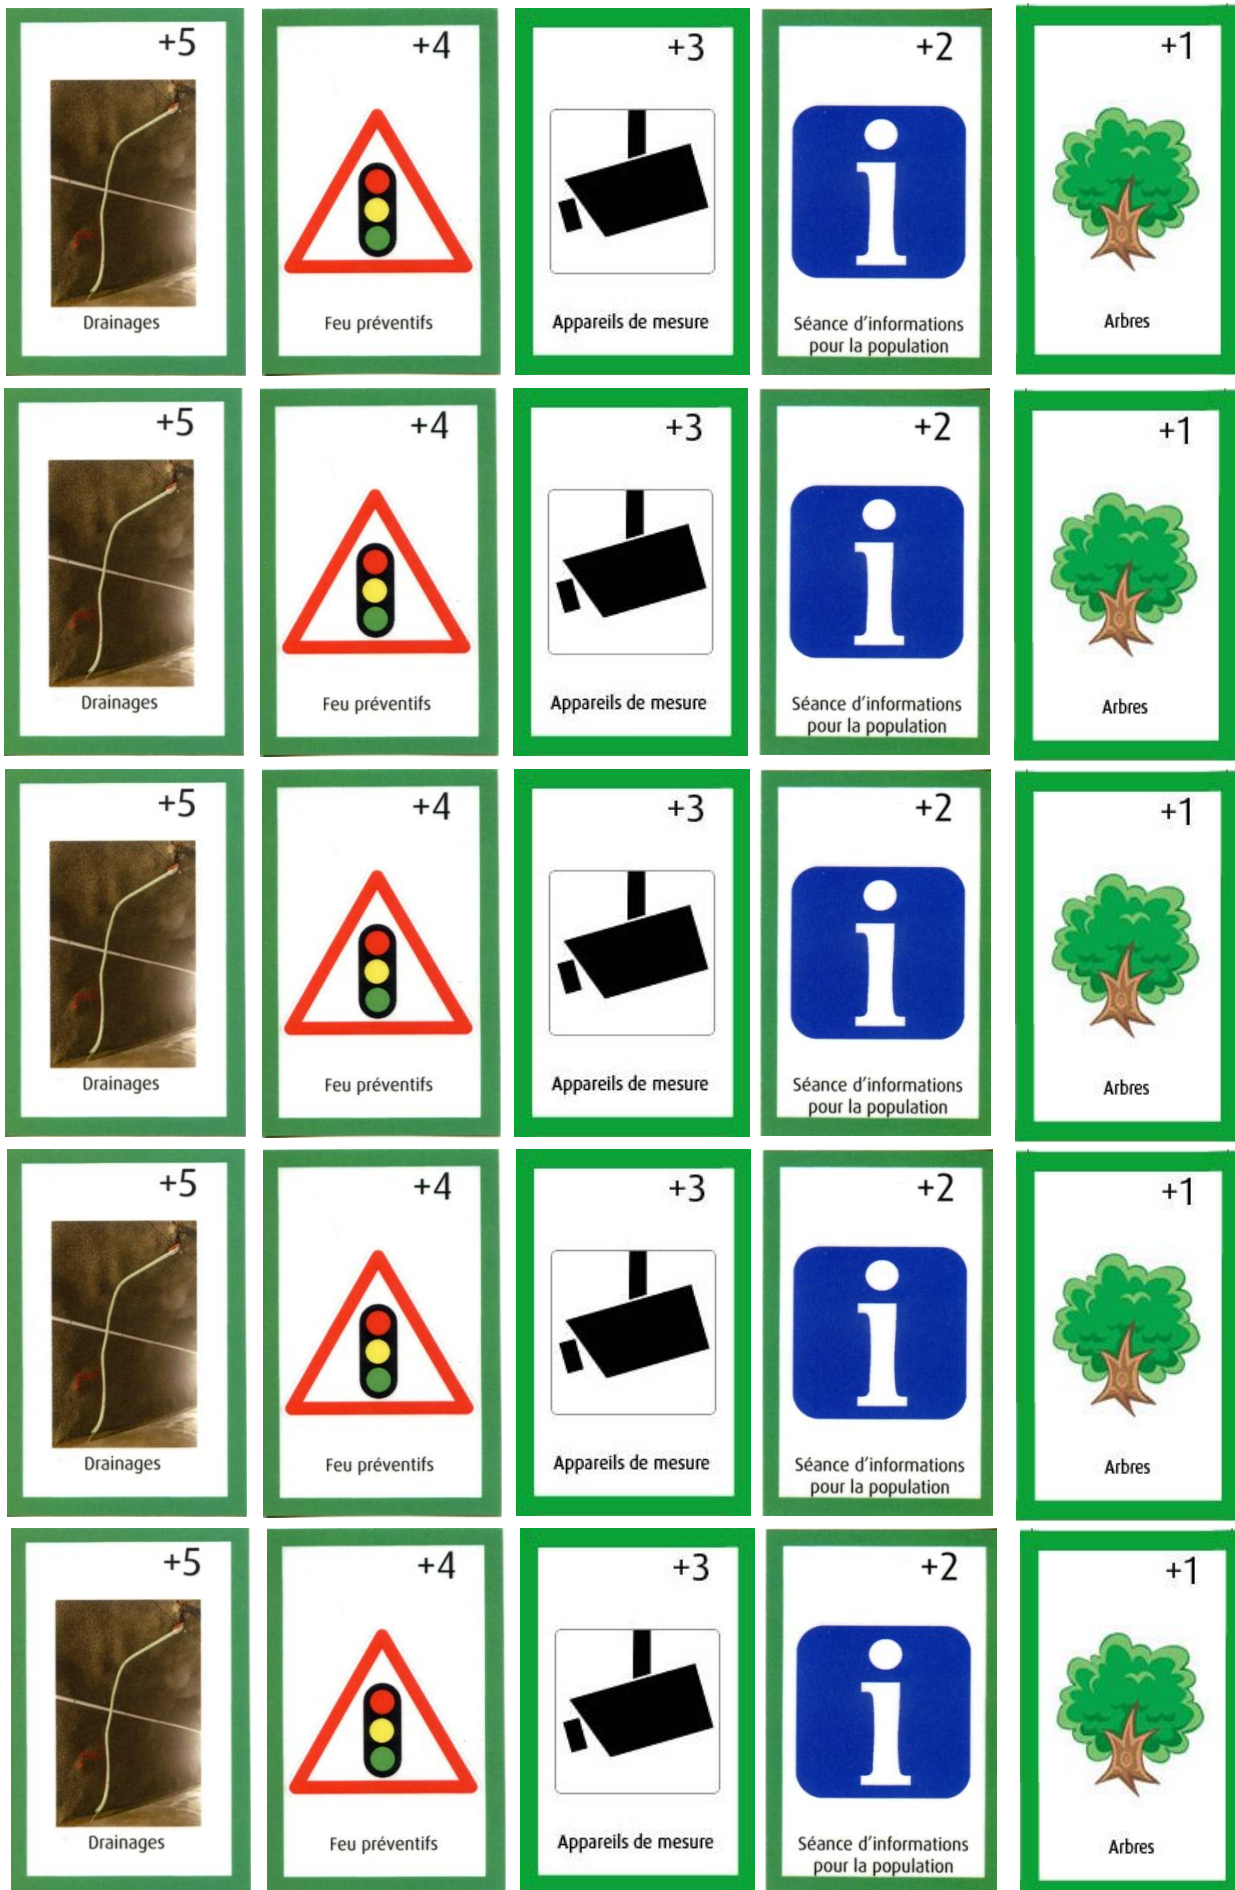 +5
+4
+3
+2
+1
Drainages
Feu préventifs
Appareils de mesure
Séance d'informations
pour la population
Arbres
+5
+4
+3
+2
+1
Drainages
Feu préventifs
Appareils de mesure
Séance d'informations
pour la population
Arbres
+5
+4
+3
+2
+1
Drainages
Feu préventifs
Appareils de mesure
Séance d'informations
pour la population
Arbres
+5
+4
+3
+2
+1
Drainages
Feu préventifs
Appareils de mesure
Séance d'informations
pour la population
Arbres
+5
+4
+3
+2
+1
Drainages
Feu préventifs
Appareils de mesure
Séance d'informations
pour la population
Arbres